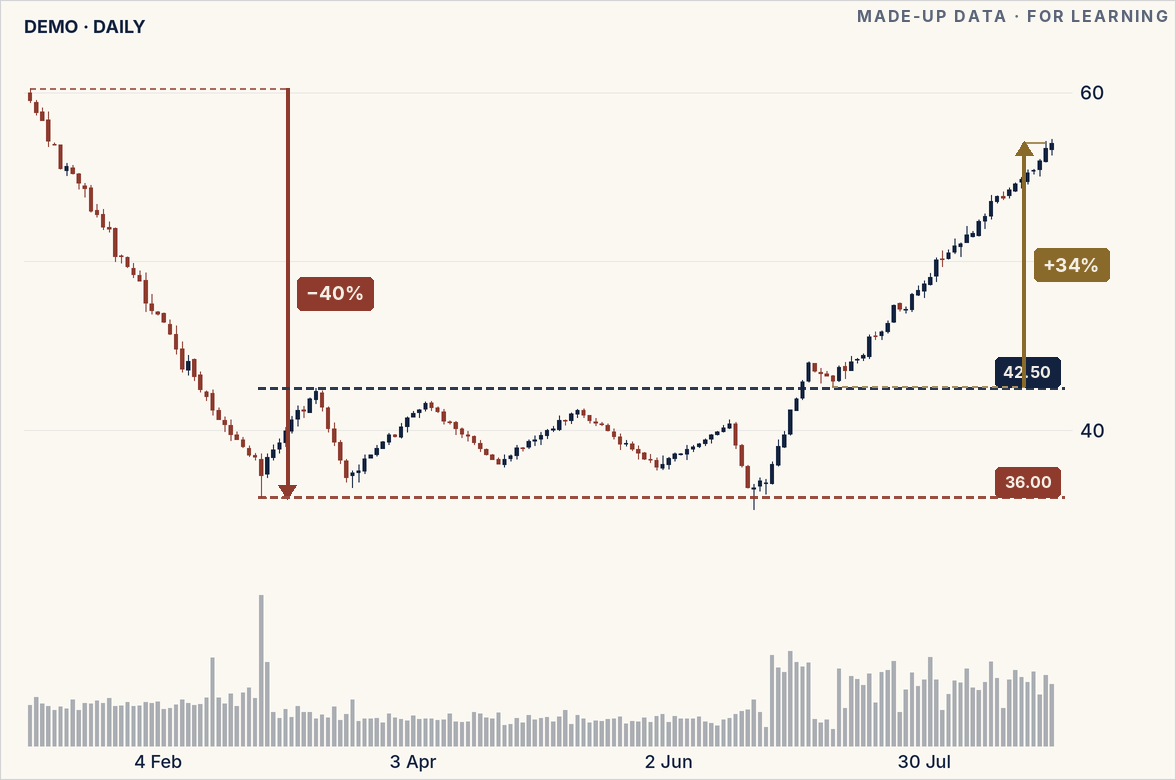 MADE-UP DATA · FOR LEARNING
DEMO · DAILY
60
+34%
−40%
42.50
40
36.00
4 Feb
3 Apr
2 Jun
30 Jul